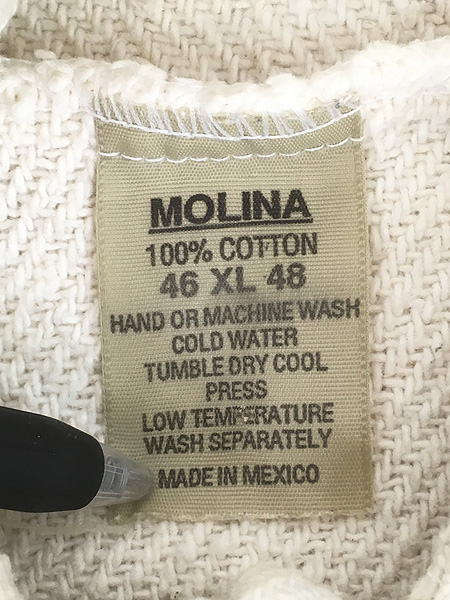 MOLINA
100% COTTON
46 XL 48
HAND OR MACHINE WASH
COLD WATER
TUMBLE DRY COOL
PRESS
LOW TEMPERATURE
WASH SEPARATELY
MADE IN MEXICO